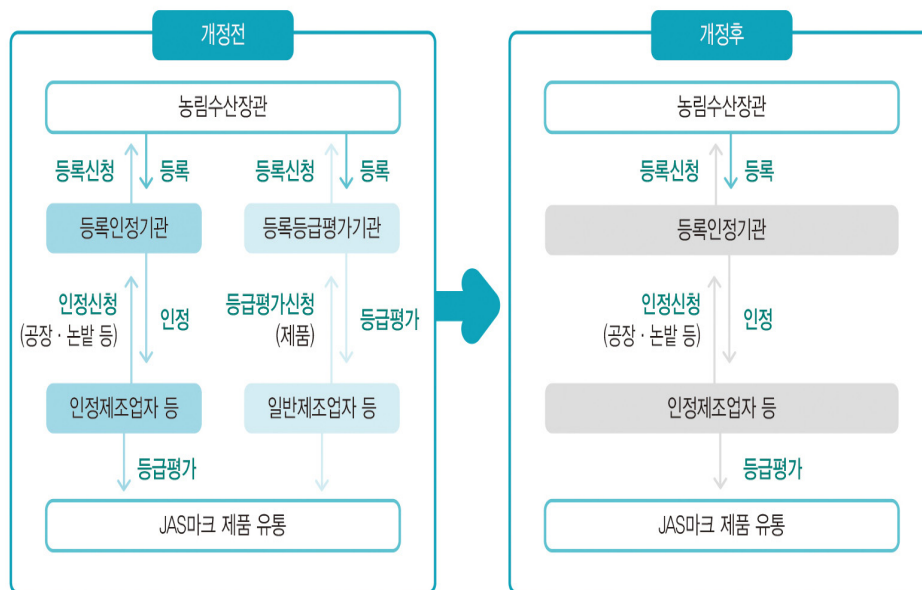 개정전
농림수산장관
등록신청
등록
등록신청
등록
등록인정기관
등록등급평가기관
인정신청
(공장·논밭 등)
인정
등급평가신청
(제품)
등급평가
인정제조업자 등
일반제조업자 등
등급평가
JAS마크 제품 유통
개정후
농림수산장관
등록신청
등록
등록인정기관
인정신청
(공장·논밭 등)
인정
인정제조업자 등
등급평가
JAS마크 제품 유통